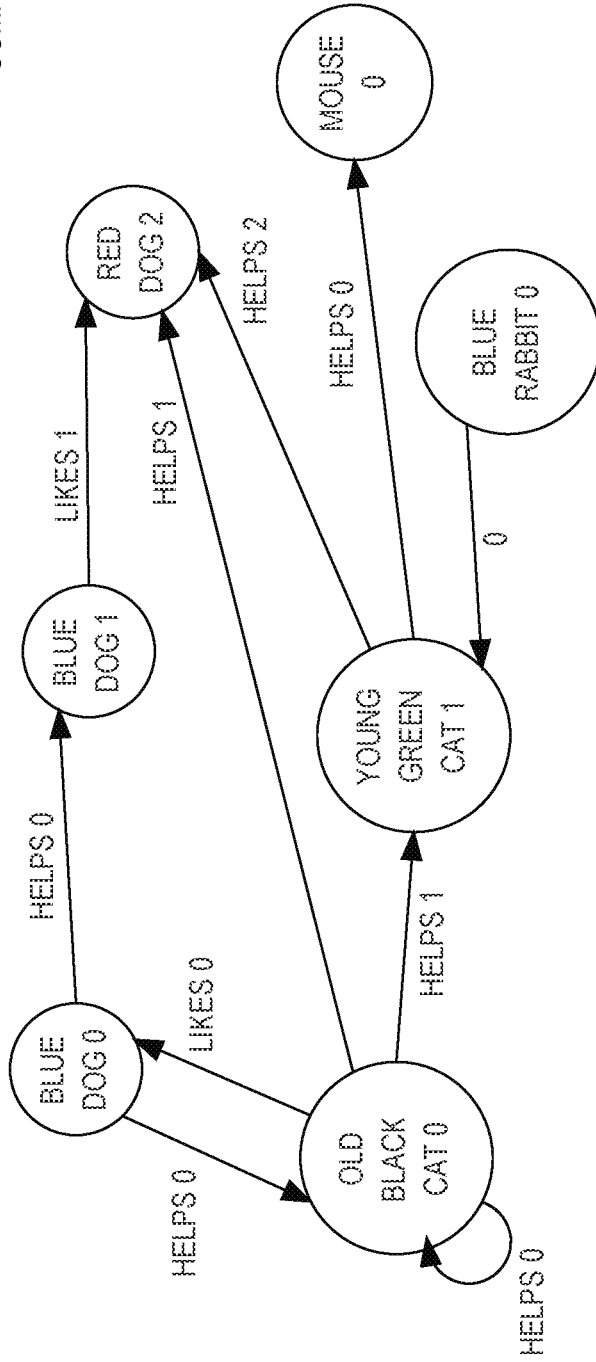 BLUE
DOG 0
HELPS 0
BLUE
DOG 1
LIKES 1
RED
DOG 2
HELPS 0
LIKES 0
HELPS 1
HELPS 2
MOUSE
0
OLD
BLACK
CAT 0
HELPS 0
HELPS 1
YOUNG
GREEN
CAT 1
HELPS 0
0
BLUE
RABBIT 0